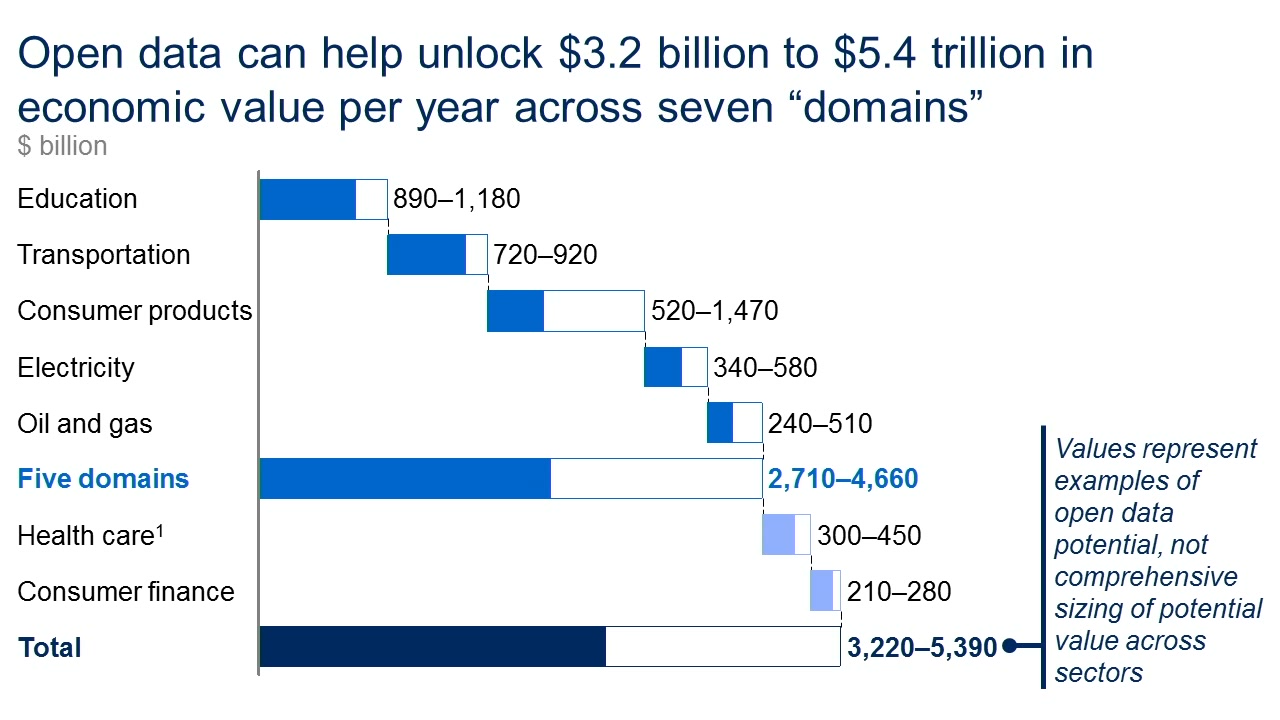 Open data can help unlock $3.2 billion to $5.4 trillion in
economic value per year across seven “domains”
$ billion
Education 890–1,180
Transportation 720–920
Consumer products 520–1,470
Electricity 340–580
Oil and gas 240–510
Five domains 2,710–4,660
Health care¹ 300–450
Consumer finance 210–280
Total 3,220–5,390
Values represent
examples of
open data
potential, not
comprehensive
sizing of potential
value across
sectors